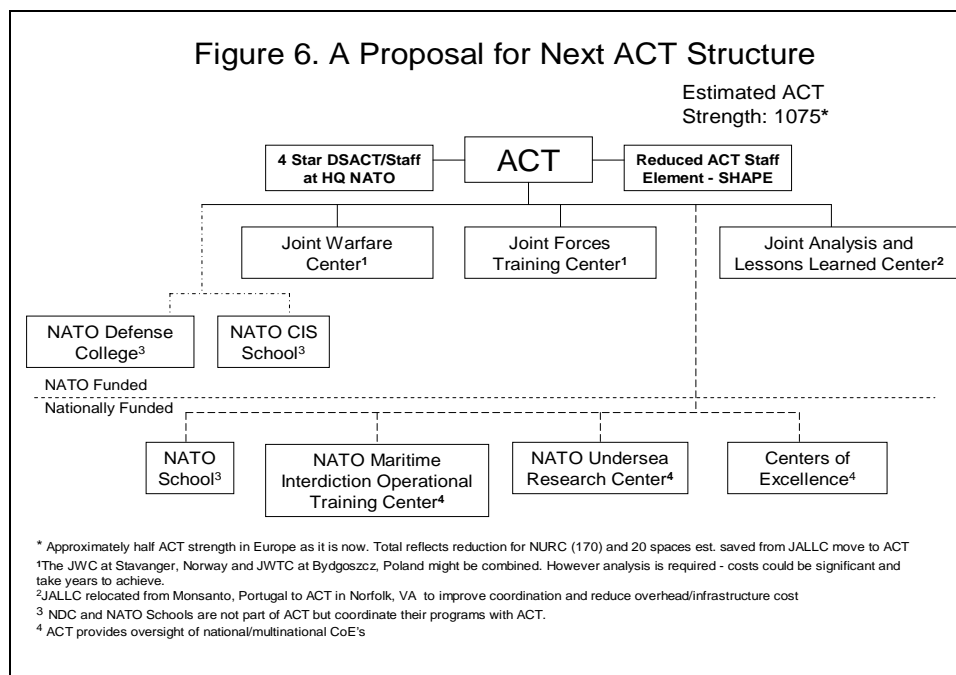 Figure 6. A Proposal for Next ACT Structure
Estimated ACT
Strength: 1075*
4 Star DSACT/Staff
at HQ NATO
ACT
Reduced ACT Staff
Element - SHAPE
Joint Warfare
Center¹
Joint Forces
Training Center¹
Joint Analysis and
Lessons Learned Center²
NATO Defense
College³
NATO CIS
School³
NATO Funded
Nationally Funded
NATO
School³
NATO Maritime
Interdiction Operational
Training Center⁴
NATO Undersea
Research Center⁴
Centers of
Excellence⁴
* Approximately half ACT strength in Europe as it is now. Total reflects reduction for NURC (170) and 20 spaces est. saved from JALLC move to ACT
¹The JWC at Stavanger, Norway and JWTC at Bydgoszcz, Poland might be combined. However analysis is required - costs could be significant and
take years to achieve.
²JALLC relocated from Monsanto, Portugal to ACT in Norfolk, VA to improve coordination and reduce overhead/infrastructure cost
³ NDC and NATO Schools are not part of ACT but coordinate their programs with ACT.
⁴ ACT provides oversight of national/multinational CoE's